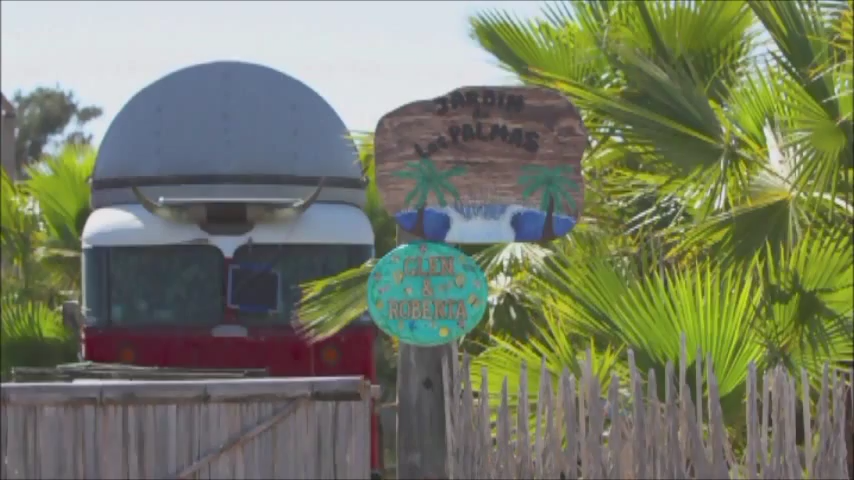 JARDIN
de
Las PALMAS
GLEN
&
ROBERTA